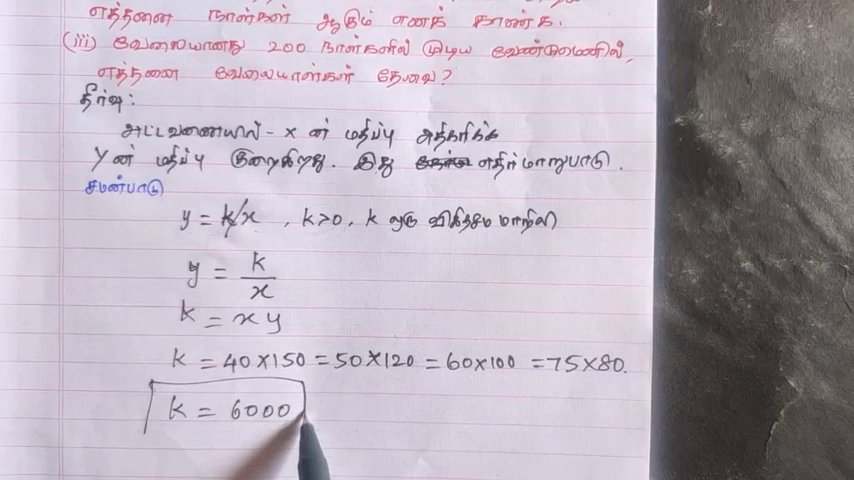 எத்தனை நாள்கள் ஆகும் எனக் காண்க.
(iii) வேலையானது 200 நாள்களில் முடிய வேண்டுமெனில்,
எத்தனை வேலையாள்கள் தேவை?
தீர்வு:
அட்டவணையில் - x ன் மதிப்பு அதிகரிக்க
y ன் மதிப்பு குறைகிறது. இது எதிர்மாறுபாடு.
சமன்பாடு
y = k/x , k>0, k ஒரு விகிதசம மாறிலி
y = k/x
k = xy
k = 40×150 = 50×120 = 60×100 = 75×80.
k = 6000